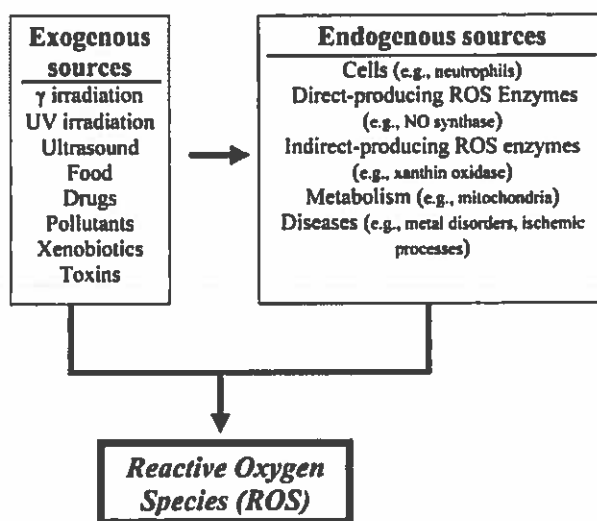 Exogenous
sources
γ irradiation
UV irradiation
Ultrasound
Food
Drugs
Pollutants
Xenobiotics
Toxins
Endogenous sources
Cells (e.g., neutrophils)
Direct-producing ROS Enzymes
(e.g., NO synthase)
Indirect-producing ROS enzymes
(e.g., xanthin oxidase)
Metabolism (e.g., mitochondria)
Diseases (e.g., metal disorders, ischemic
processes)
Reactive Oxygen
Species (ROS)